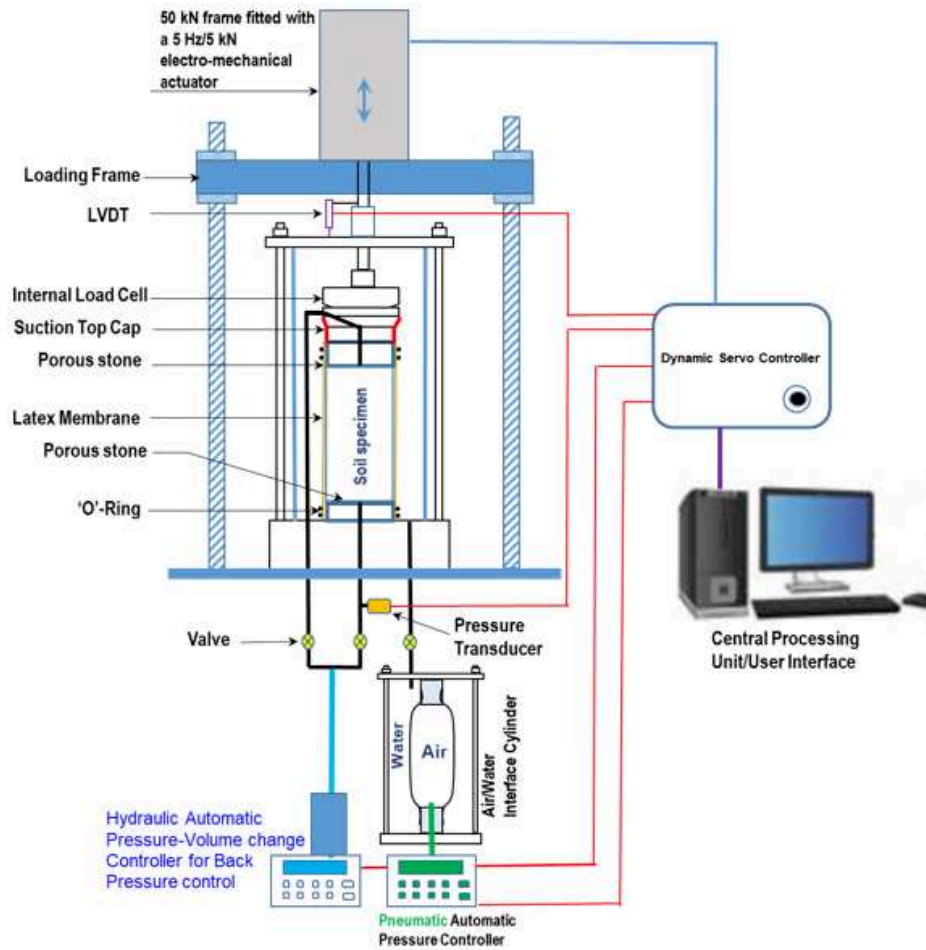 50 kN frame fitted with
a 5 Hz/5 kN
electro-mechanical
actuator
Loading Frame
LVDT
Internal Load Cell
Suction Top Cap
Porous stone
Latex Membrane
Porous stone
'O'-Ring
Soil specimen
Dynamic Servo Controller
Valve
Pressure
Transducer
Central Processing
Unit/User Interface
Water
Air
Air/Water
Interface Cylinder
Hydraulic Automatic
Pressure-Volume change
Controller for Back
Pressure control
Pneumatic Automatic
Pressure Controller